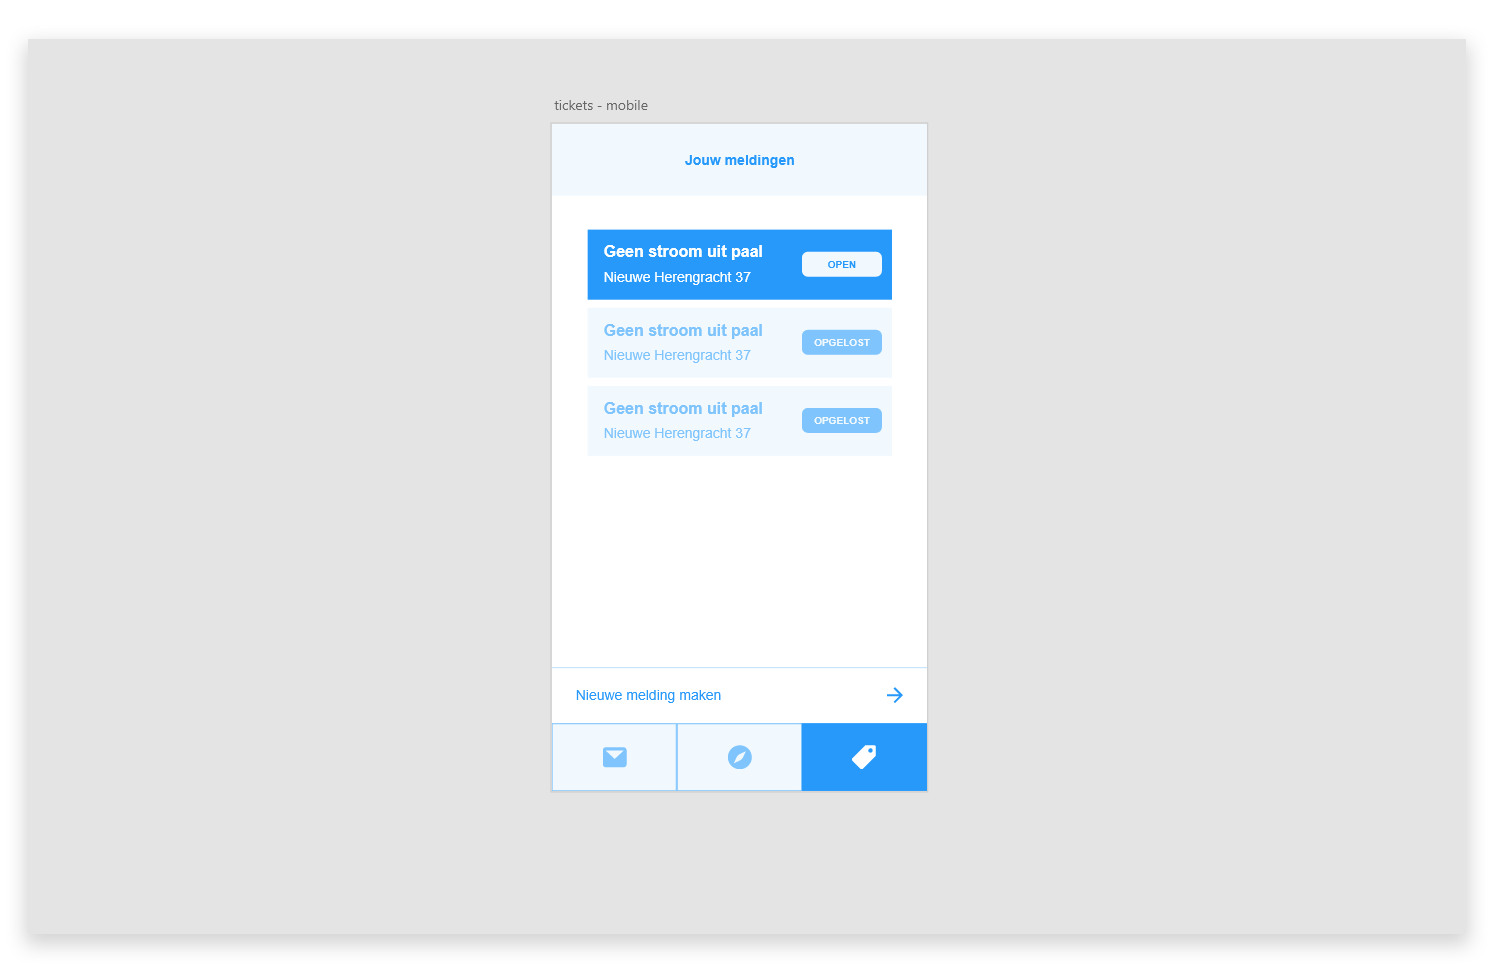 tickets - mobile
Jouw meldingen
Geen stroom uit paal
Nieuwe Herengracht 37
OPEN
Geen stroom uit paal
Nieuwe Herengracht 37
OPGELOST
Geen stroom uit paal
Nieuwe Herengracht 37
OPGELOST
Nieuwe melding maken